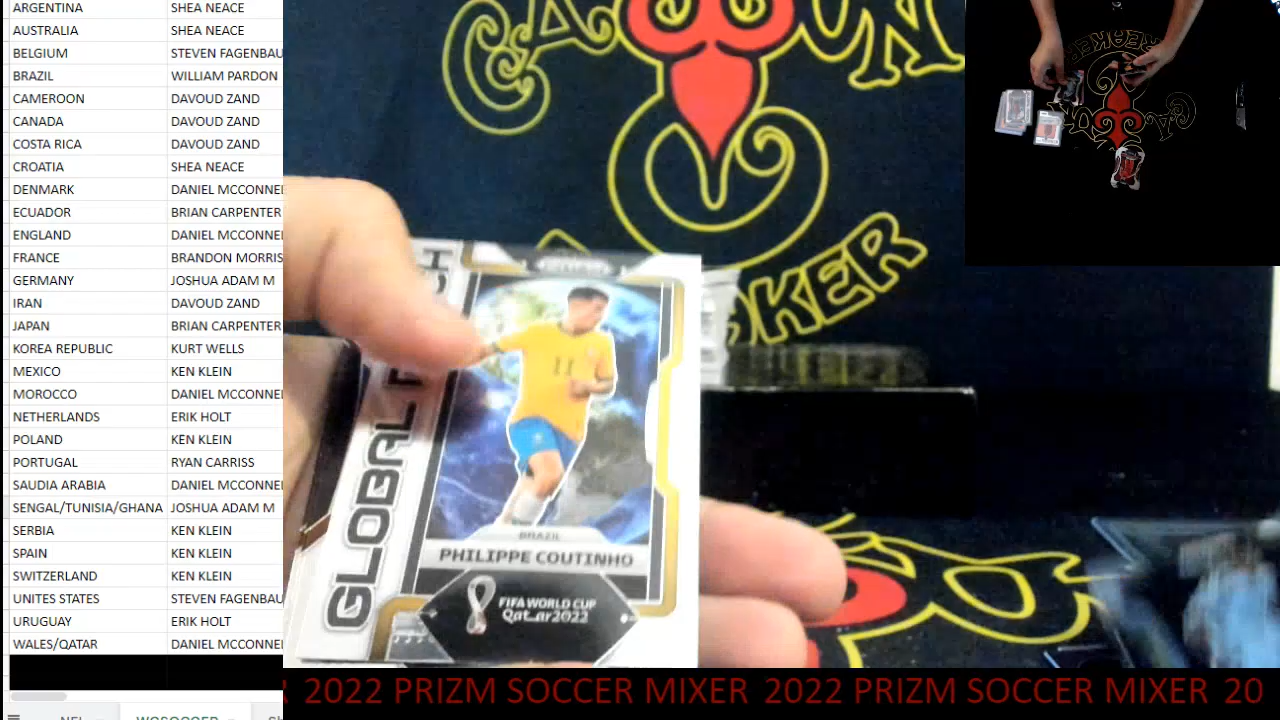 ARGENTINA SHEA NEACE
AUSTRALIA SHEA NEACE
BELGIUM STEVEN FAGENBAU
BRAZIL WILLIAM PARDON
CAMEROON DAVOUD ZAND
CANADA DAVOUD ZAND
COSTA RICA DAVOUD ZAND
CROATIA SHEA NEACE
DENMARK DANIEL MCCONNE
ECUADOR BRIAN CARPENTER
ENGLAND DANIEL MCCONNE
FRANCE BRANDON MORRIS
GERMANY JOSHUA ADAM M
IRAN DAVOUD ZAND
JAPAN BRIAN CARPENTER
KOREA REPUBLIC KURT WELLS
MEXICO KEN KLEIN
MOROCCO DANIEL MCCONNE
NETHERLANDS ERIK HOLT
POLAND KEN KLEIN
PORTUGAL RYAN CARRISS
SAUDIA ARABIA DANIEL MCCONNE
SENGAL/TUNISIA/GHANA JOSHUA ADAM M
SERBIA KEN KLEIN
SPAIN KEN KLEIN
SWITZERLAND KEN KLEIN
UNITES STATES STEVEN FAGENBAU
URUGUAY ERIK HOLT
WALES/QATAR DANIEL MCCONNE
GLOBAL
11
BRAZIL
PHILIPPE COUTINHO
FIFA WORLD CUP
Qatar2022
R 2022 PRIZM SOCCER MIXER 2022 PRIZM SOCCER MIXER 20